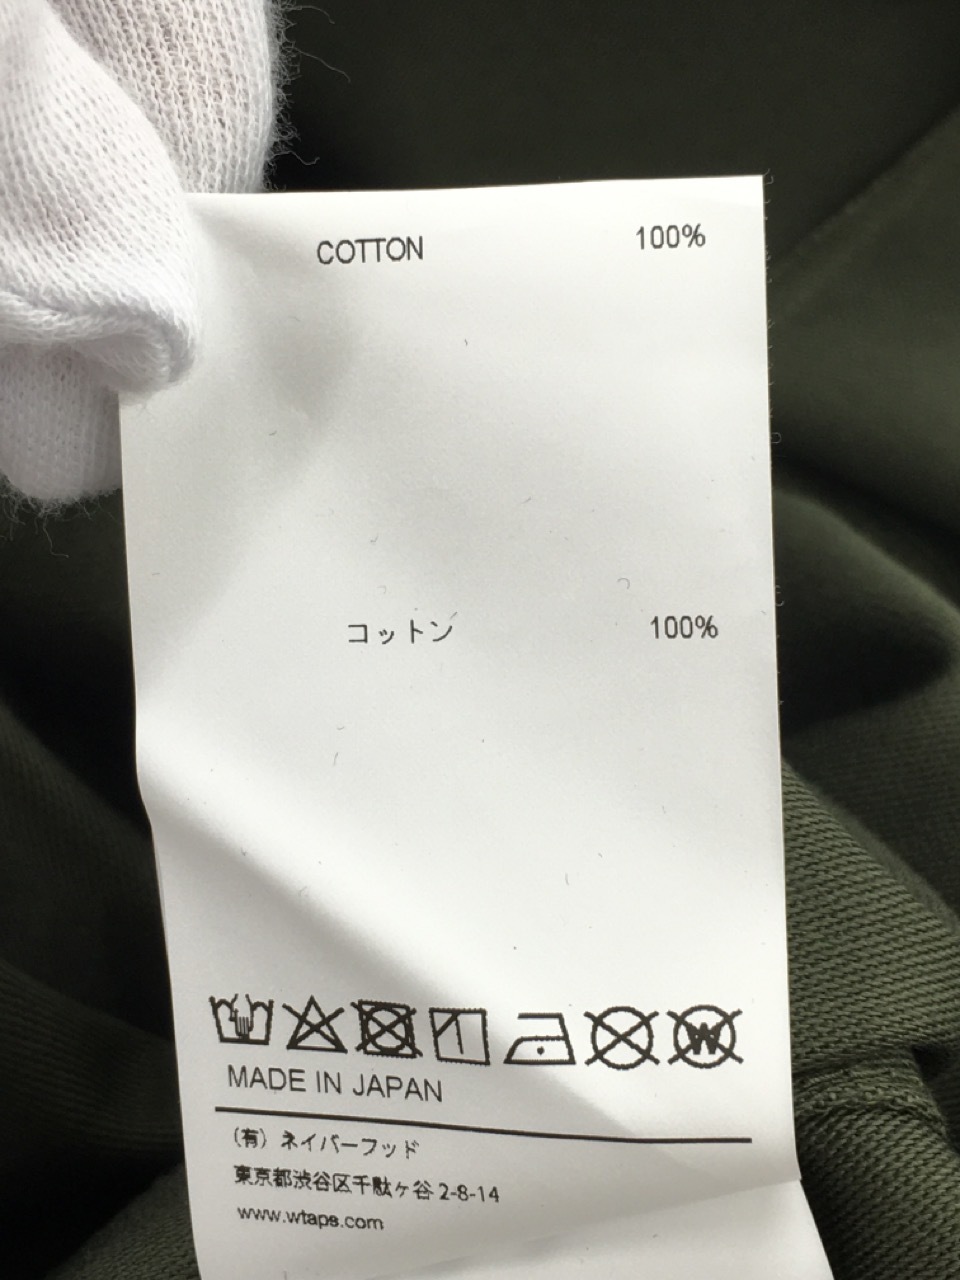 COTTON 100%
コットン 100%
W
MADE IN JAPAN
（有）ネイバーフッド
東京都渋谷区千駄ヶ谷 2-8-14
www.wtaps.com